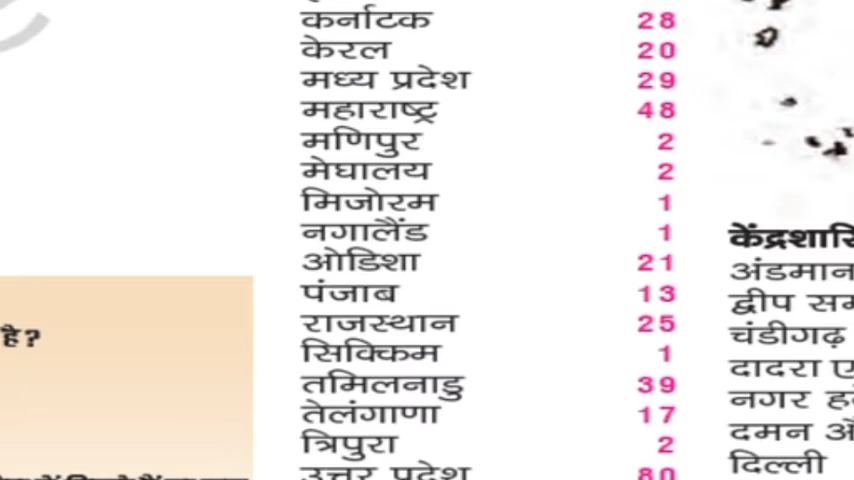 कर्नाटक 28
केरल 20
मध्य प्रदेश 29
महाराष्ट्र 48
मणिपुर 2
मेघालय 2
मिजोरम 1
नगालैंड 1
ओडिशा 21
पंजाब 13
राजस्थान 25
सिक्किम 1
तमिलनाडु 39
तेलंगाणा 17
त्रिपुरा 2
उत्तर प्रदेश 80
है?
अंडमान
द्वीप
चंडीगढ़
दादरा
नगर
दमन
दिल्ली